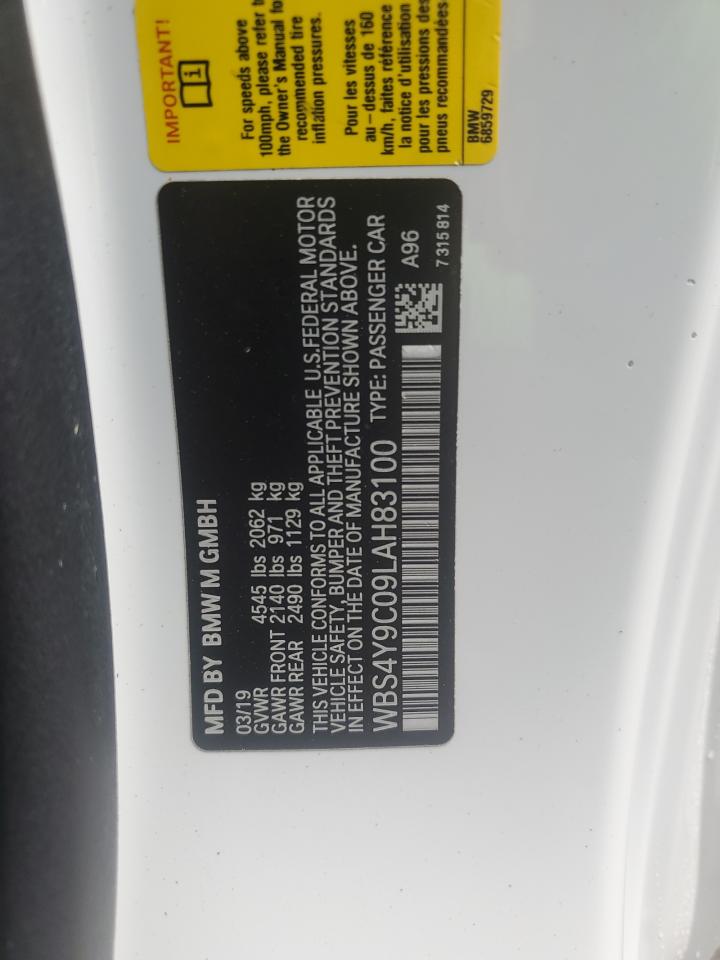 IMPORTANT!
i
For speeds above
100mph, please refer
the Owner's Manual fo
recommended tire
inflation pressures.
Pour les vitesses
au-dessus de 160
km/h, faites référence
la notice d'utilisation
pour les pressions des
pneus recommandées
BMW
6859729
MFD BY BMW M GMBH
03/19
GVWR 4545 lbs 2062 kg
GAWR FRONT 2140 lbs 971 kg
GAWR REAR 2490 lbs 1129 kg
THIS VEHICLE CONFORMS TO ALL APPLICABLE U.S.FEDERAL MOTOR
VEHICLE SAFETY, BUMPER AND THEFT PREVENTION STANDARDS
IN EFFECT ON THE DATE OF MANUFACTURE SHOWN ABOVE.
WBS4Y9C09LAH83100 TYPE: PASSENGER CAR
A96
7315814